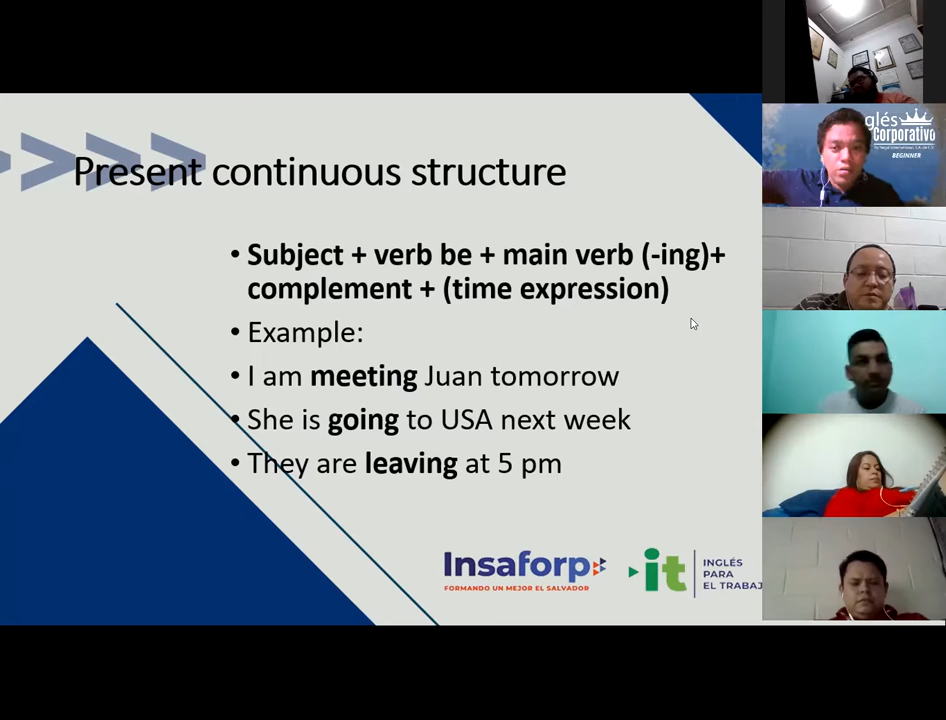 Present continuous structure
• Subject + verb be + main verb (-ing)+
complement + (time expression)
• Example:
• I am meeting Juan tomorrow
• She is going to USA next week
• They are leaving at 5 pm
Insaforp
FORMANDO UN MEJOR EL SALVADOR
it
INGLÉS
PARA
EL TRABAJ
glés
Corporativo
BEGINNER